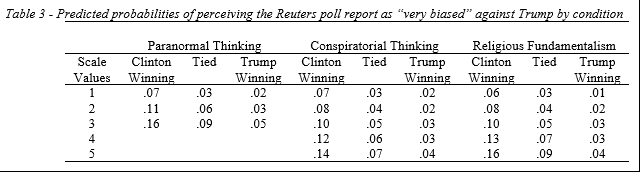 Table 3 - Predicted probabilities of perceiving the Reuters poll report as “very biased” against Trump by condition
Paranormal Thinking Conspiratorial Thinking Religious Fundamentalism
Scale Clinton Tied Trump Clinton Tied Trump Clinton Tied Trump
Values Winning Winning Winning Winning Winning Winning
1 .07 .03 .02 .07 .03 .02 .06 .03 .01
2 .11 .06 .03 .08 .04 .02 .08 .04 .02
3 .16 .09 .05 .10 .05 .03 .10 .05 .03
4 .12 .06 .03 .13 .07 .03
5 .14 .07 .04 .16 .09 .04